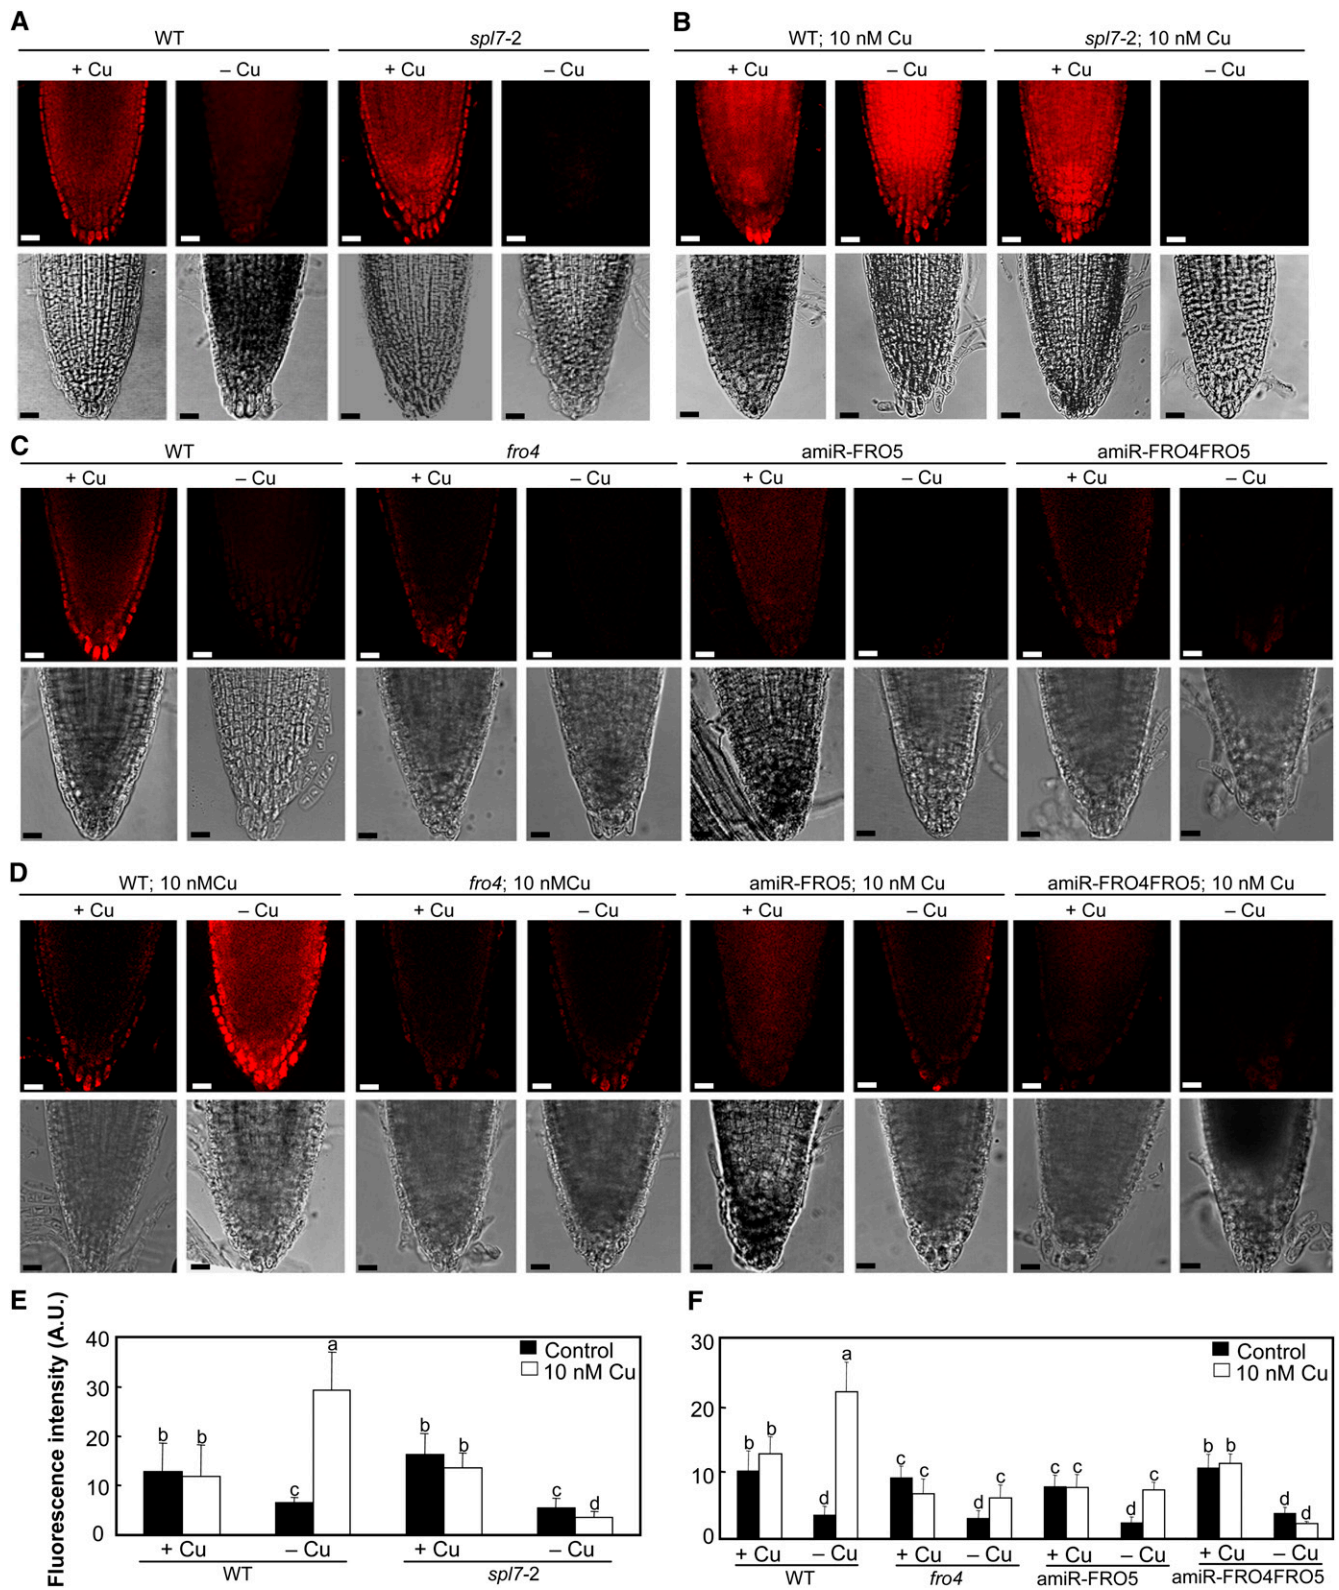 A
WT
spl7-2
+ Cu
– Cu
+ Cu
– Cu
B
WT; 10 nM Cu
spl7-2; 10 nM Cu
+ Cu
– Cu
+ Cu
– Cu
C
WT
fro4
amiR-FRO5
amiR-FRO4FRO5
+ Cu
– Cu
+ Cu
– Cu
+ Cu
– Cu
+ Cu
– Cu
D
WT; 10 nMCu
fro4; 10 nMCu
amiR-FRO5; 10 nM Cu
amiR-FRO4FRO5; 10 nM Cu
+ Cu
– Cu
+ Cu
– Cu
+ Cu
– Cu
+ Cu
– Cu
E
Fluorescence intensity (A.U.)
40
30
20
10
0
Control
10 nM Cu
b
b
c
a
b
b
c
d
+ Cu
– Cu
+ Cu
– Cu
WT
spl7-2
F
30
20
10
0
Control
10 nM Cu
b
b
d
a
c
c
d
c
c
c
d
c
b
b
d
d
+ Cu
– Cu
+ Cu
– Cu
+ Cu
– Cu
+ Cu
– Cu
WT
fro4
amiR-FRO5
amiR-FRO4FRO5